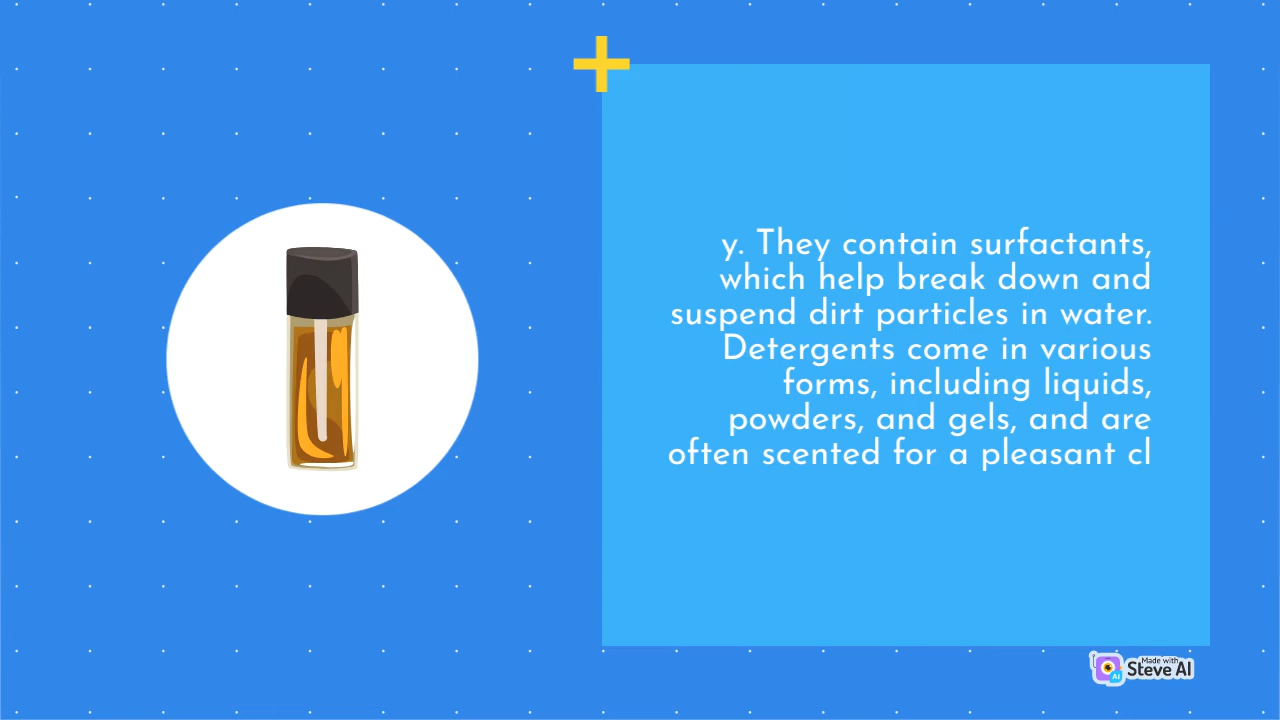 y. They contain surfactants,
which help break down and
suspend dirt particles in water.
Detergents come in various
forms, including liquids,
powders, and gels, and are
often scented for a pleasant cl
Made with
Steve AI
AI